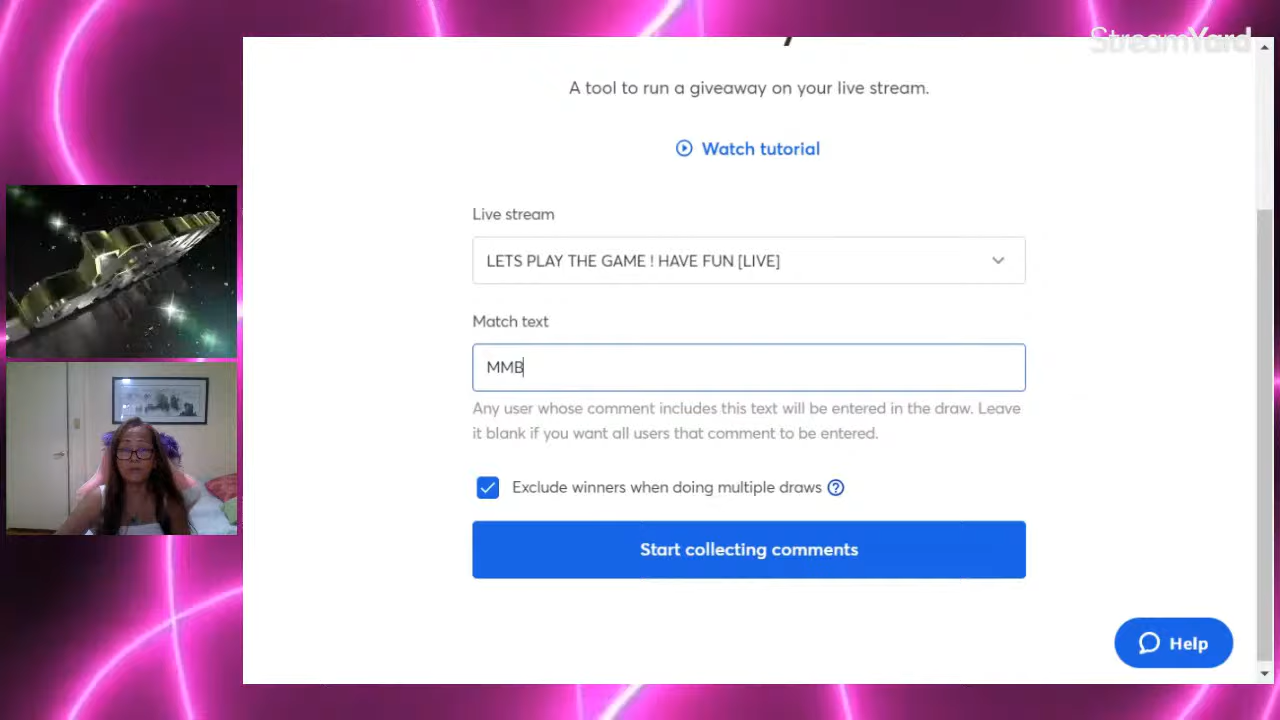 StreamYard
A tool to run a giveaway on your live stream.
Watch tutorial
Live stream
LETS PLAY THE GAME ! HAVE FUN [LIVE]
Match text
MMB
Any user whose comment includes this text will be entered in the draw. Leave
it blank if you want all users that comment to be entered.
Exclude winners when doing multiple draws ?
Start collecting comments
Help